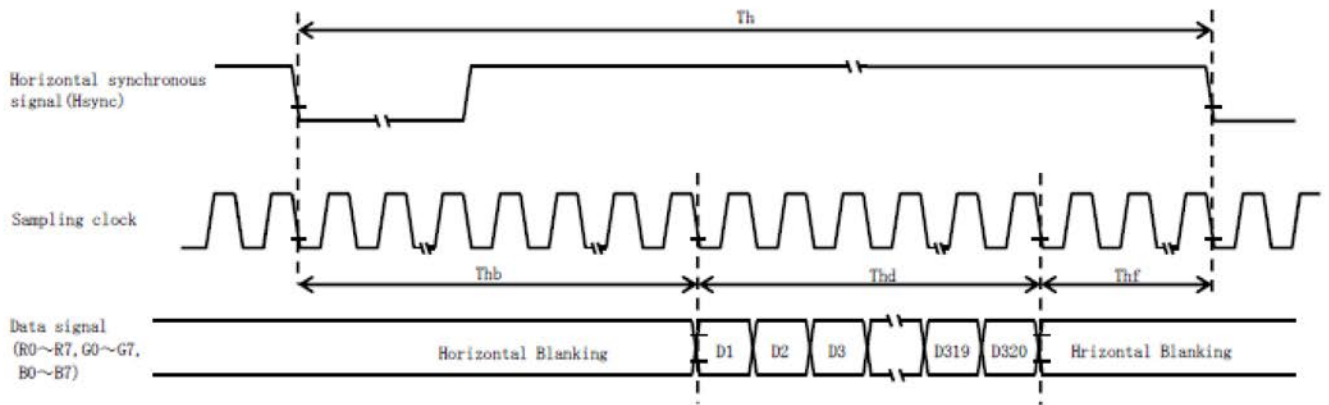 Th
Horizontal synchronous
signal(Hsync)
Sampling clock
Thb
Thd
Thf
Data signal
(R0～R7,G0～G7,
B0～B7)
Horizontal Blanking
D1
D2
D3
D319
D320
Hrizontal Blanking